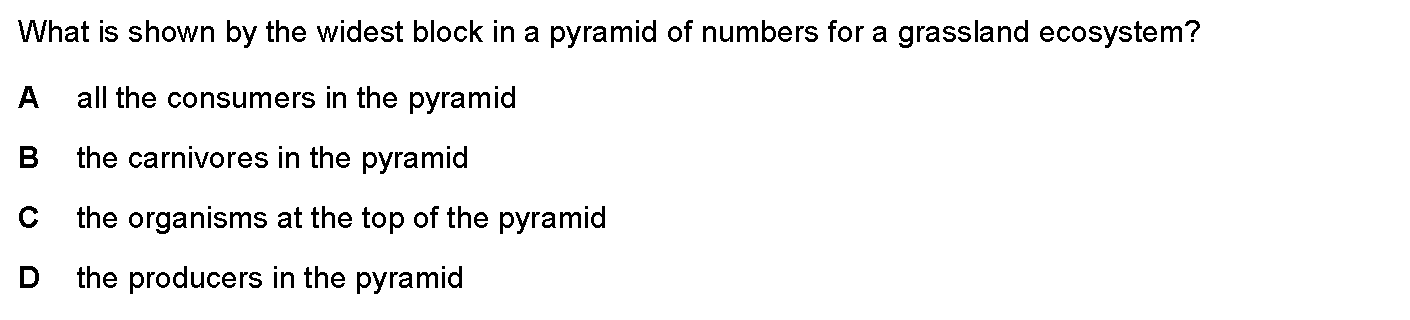 What is shown by the widest block in a pyramid of numbers for a grassland ecosystem?
A all the consumers in the pyramid
B the carnivores in the pyramid
C the organisms at the top of the pyramid
D the producers in the pyramid